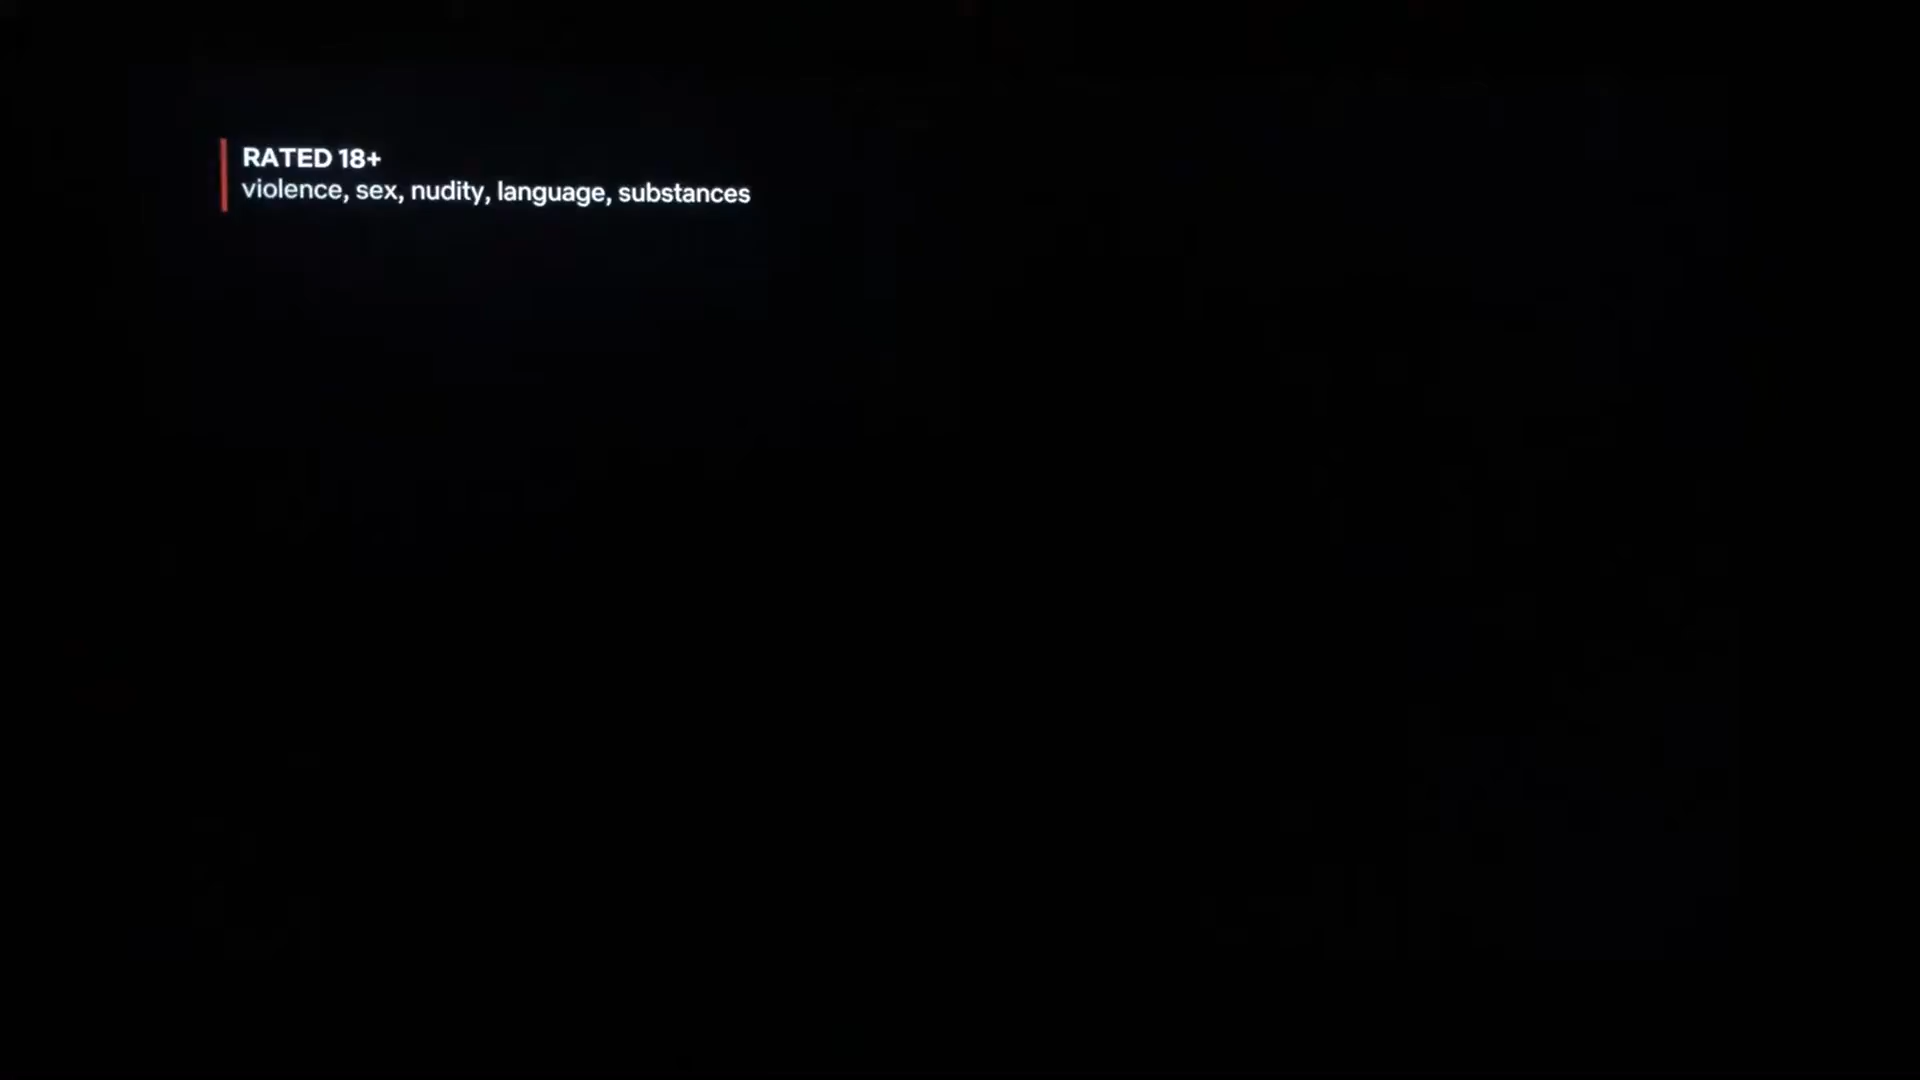 RATED 18+
violence, sex, nudity, language, substances